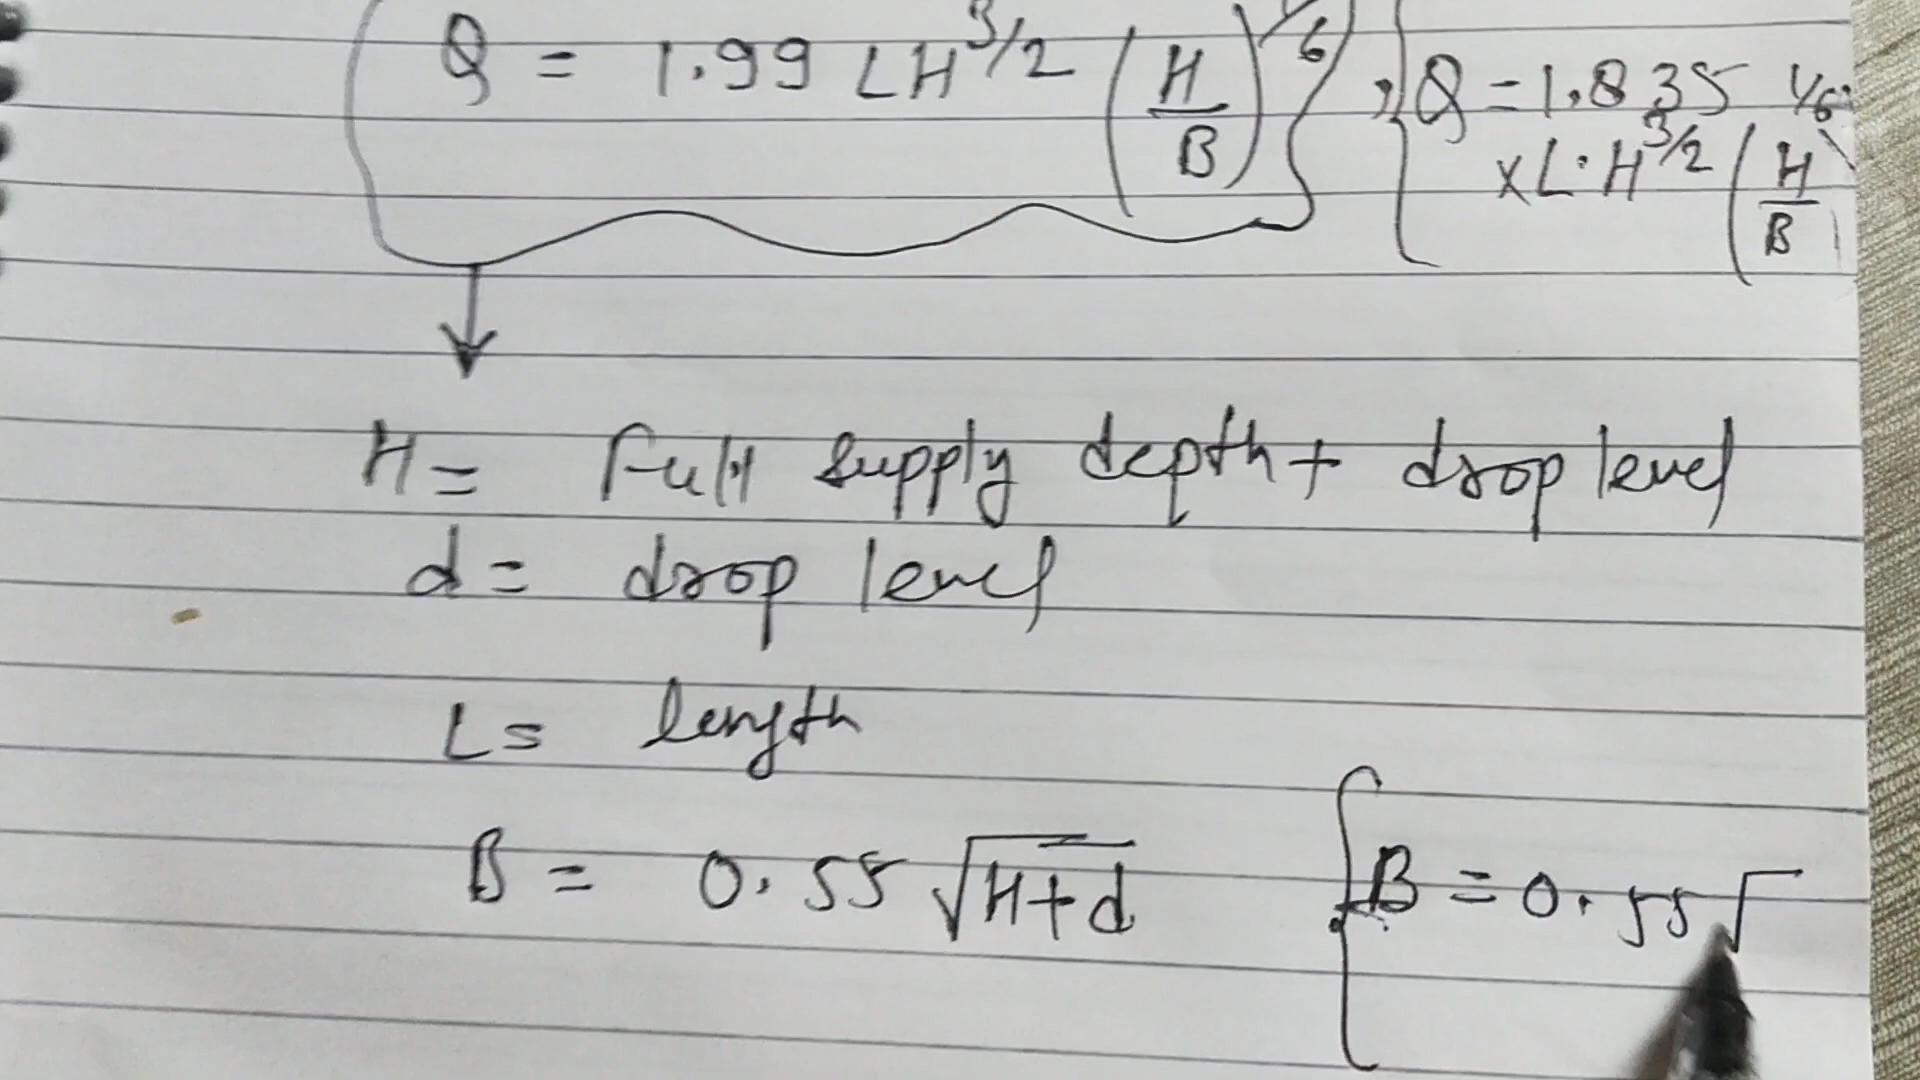 Q = 1.99 LH^3/2 (H/B)^1/6 , Q = 1.835
× L · H^3/2 (H/B)^1/6
H = Full supply depth + drop level
d = drop level
L = length
B = 0.55 √H+d
B = 0.55 √